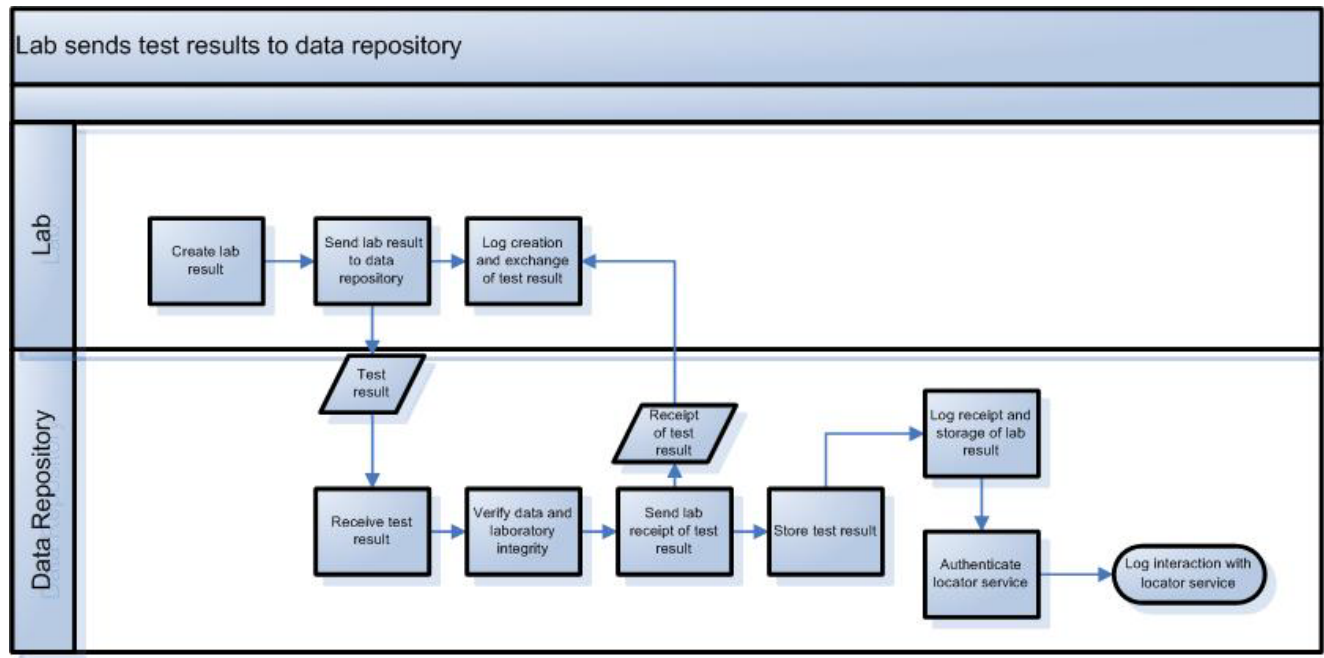 Lab sends test results to data repository
Lab
Create lab
result
Send lab result
to data
repository
Log creation
and exchange
of test result
Data Repository
Test
result
Receipt
of test
result
Log receipt and
storage of lab
result
Receive test
result
Verify data and
laboratory
integrity
Send lab
receipt of test
result
Store test result
Authenticate
locator service
Log interaction with
locator service